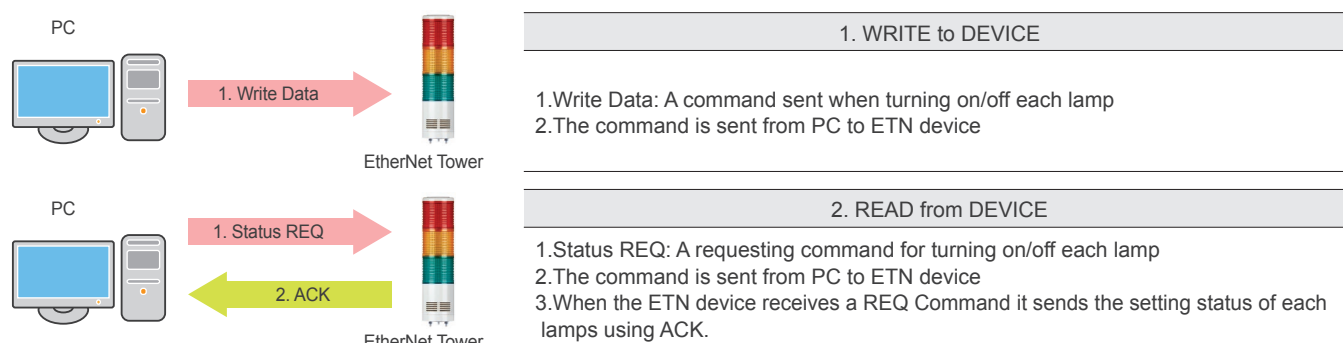 PC
1. Write Data
EtherNet Tower
1. WRITE to DEVICE
1.Write Data: A command sent when turning on/off each lamp
2.The command is sent from PC to ETN device
PC
1. Status REQ
2. ACK
EtherNet Tower
2. READ from DEVICE
1.Status REQ: A requesting command for turning on/off each lamp
2.The command is sent from PC to ETN device
3.When the ETN device receives a REQ Command it sends the setting status of each
lamps using ACK.